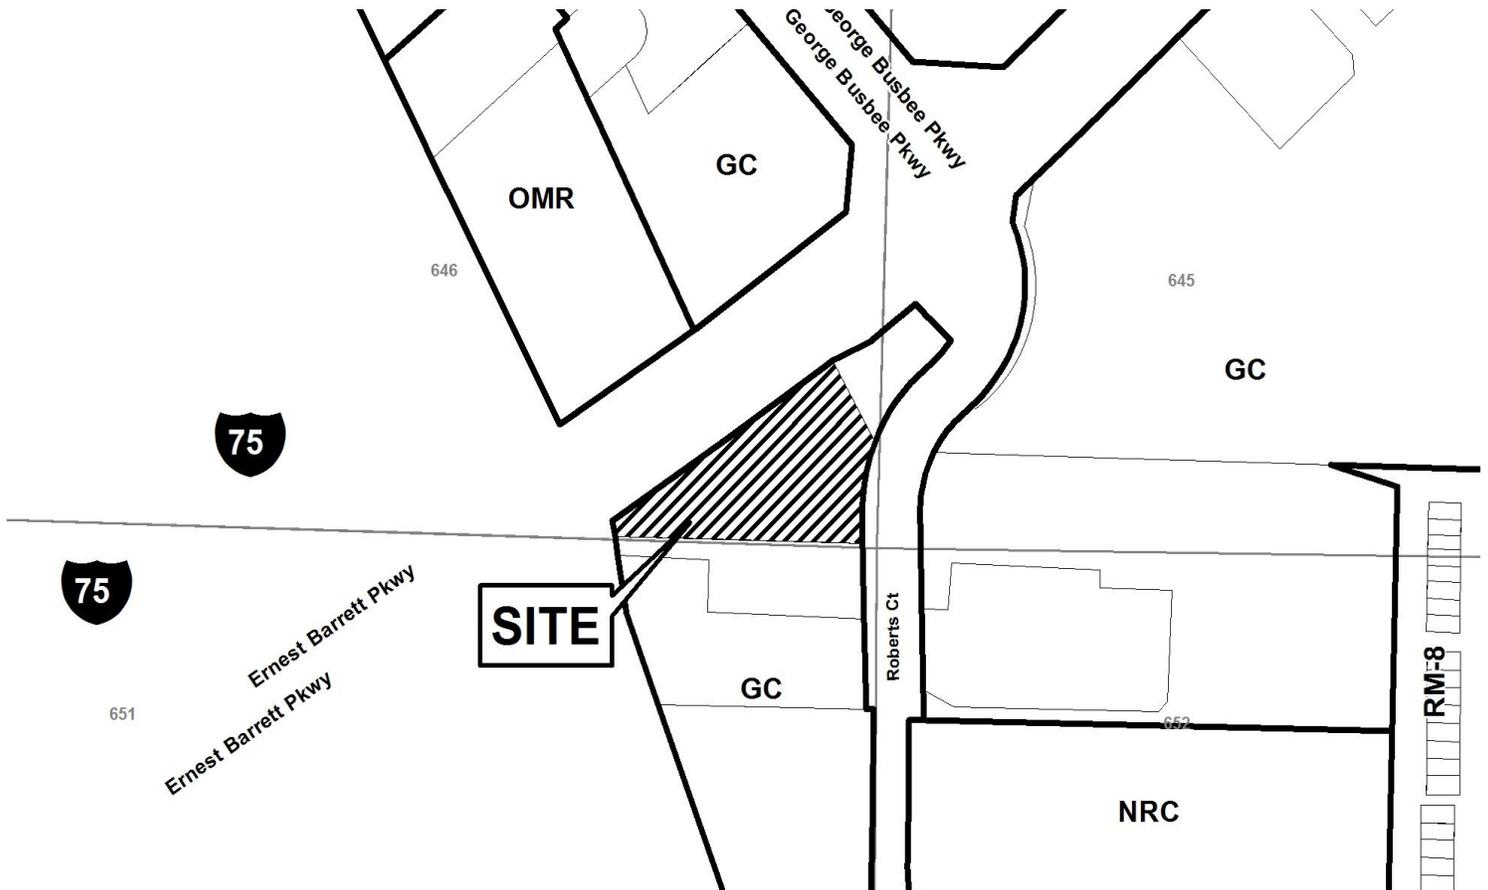 George Busbee Pkwy
George Busbee Pkwy
GC
OMR
646
645
GC
75
75
Ernest Barrett Pkwy
Ernest Barrett Pkwy
SITE
Roberts Ct
GC
RM-8
651
652
NRC